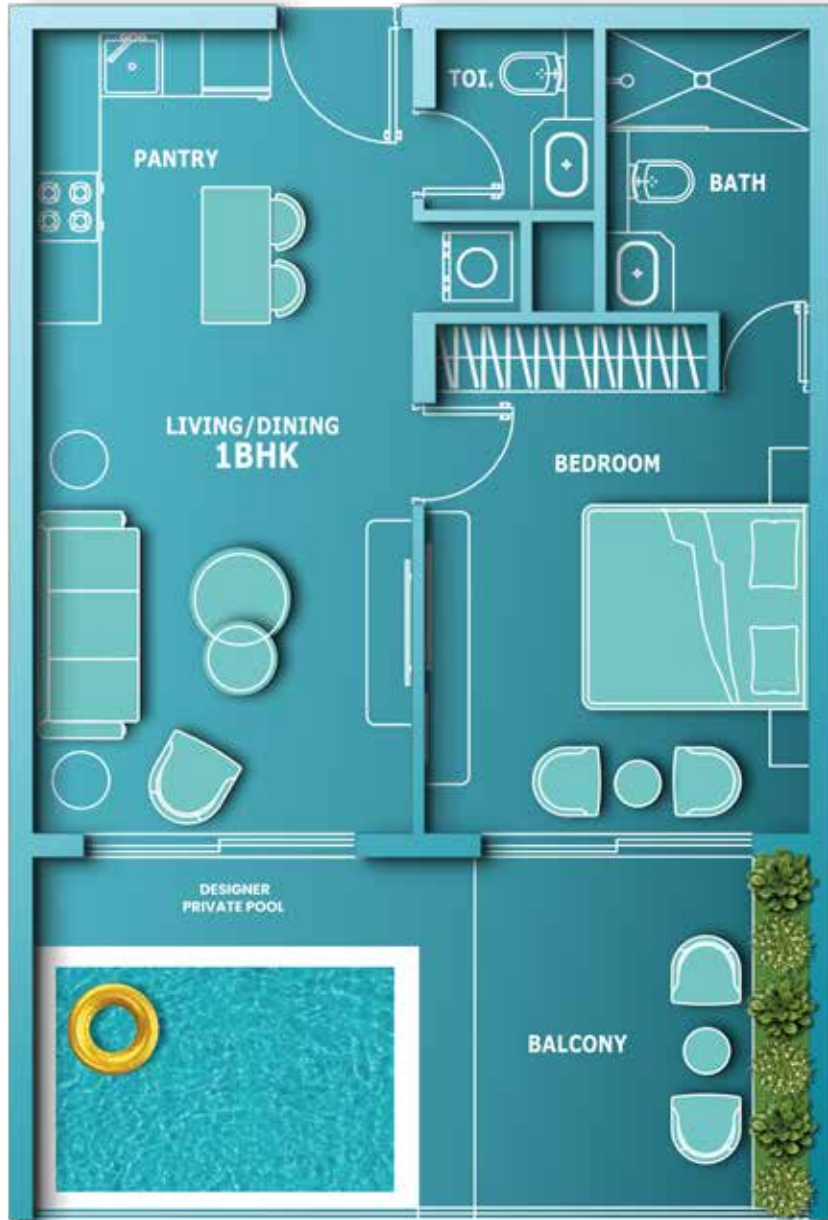 TOI.
PANTRY
BATH
LIVING/DINING
1BHK
BEDROOM
DESIGNER
PRIVATE POOL
BALCONY